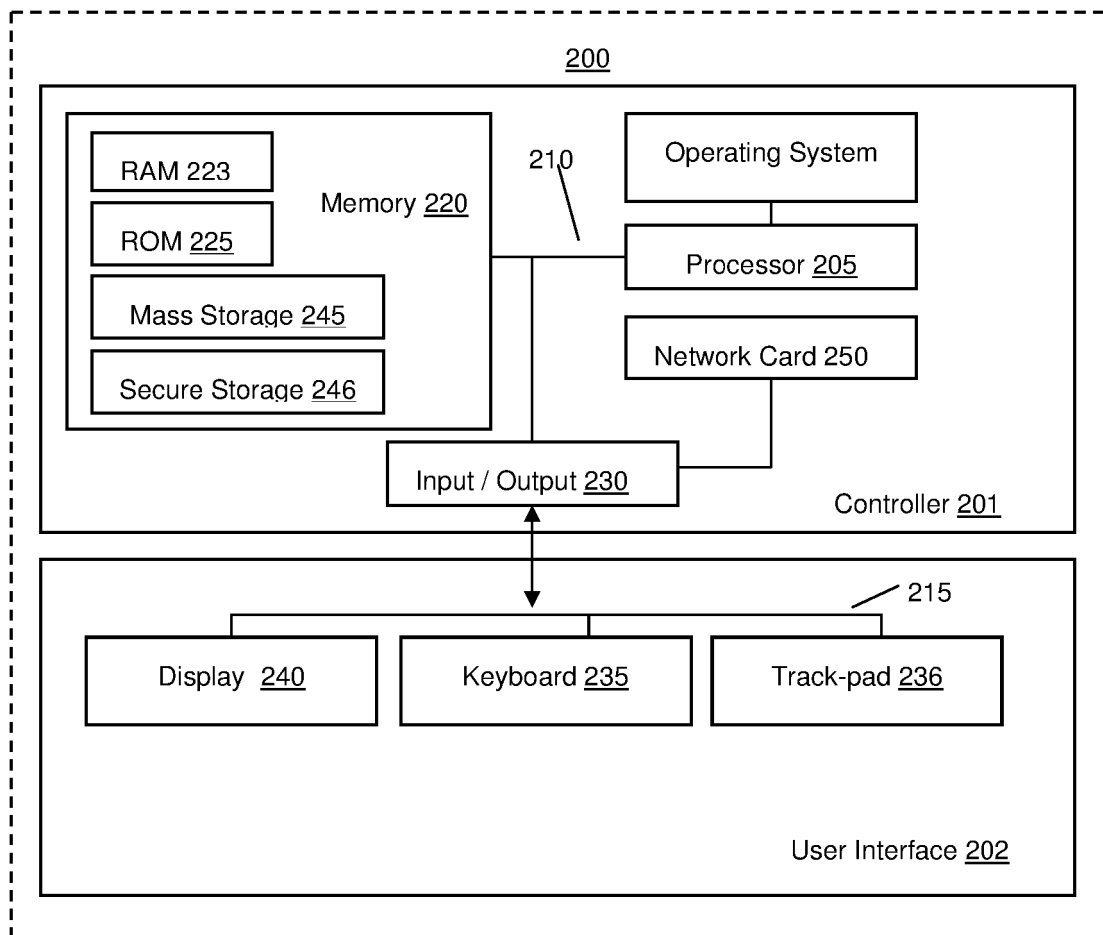 200
RAM 223
ROM 225
Memory 220
Mass Storage 245
Secure Storage 246
210
Operating System
Processor 205
Network Card 250
Input / Output 230
Controller 201
215
Display 240
Keyboard 235
Track-pad 236
User Interface 202